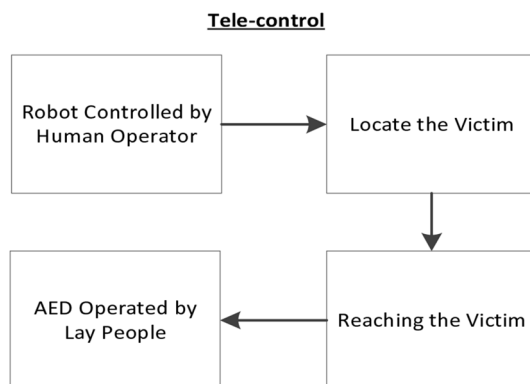 Tele-control
Robot Controlled by
Human Operator
Locate the Victim
Reaching the Victim
AED Operated by
Lay People